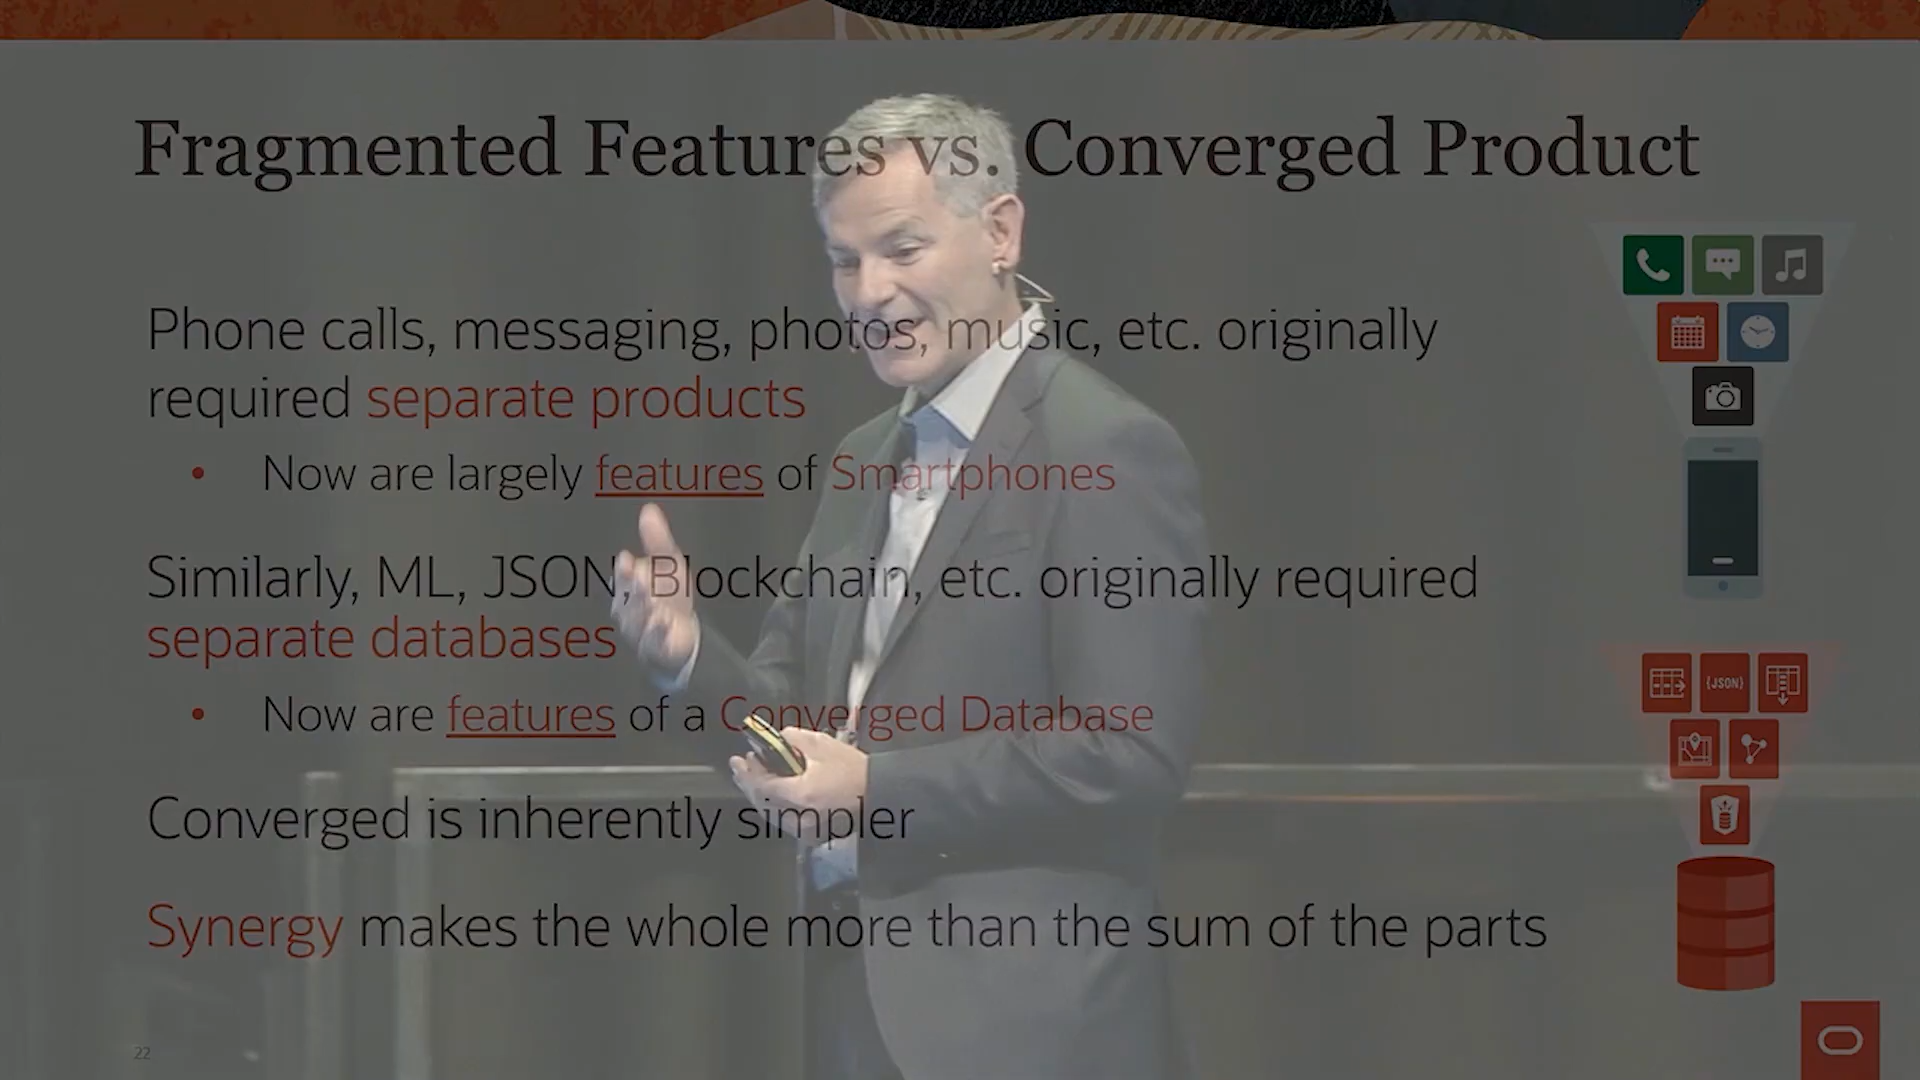 Fragmented Features vs. Converged Product
Phone calls, messaging, photos, music, etc. originally
required separate products
• Now are largely features of Smartphones
Similarly, ML, JSON, Blockchain, etc. originally required
separate databases
• Now are features of a Converged Database
Converged is inherently simpler
Synergy makes the whole more than the sum of the parts
{JSON}
22